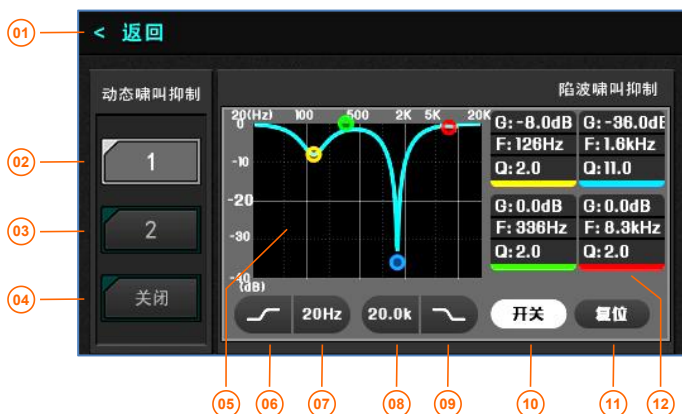 01
< 返回
动态啸叫抑制
陷波啸叫抑制
02
1
03
2
04
关闭
20(Hz) 100 500 2K 5K 20K
0
-10
-20
-30
-40
(dB)
G:-8.0dB
F:126Hz
Q:2.0
G:-36.0dB
F:1.6kHz
Q:11.0
G:0.0dB
F:336Hz
Q:2.0
G:0.0dB
F:8.3kHz
Q:2.0
20Hz
20.0k
开关
复位
05 06 07 08 09 10 11 12